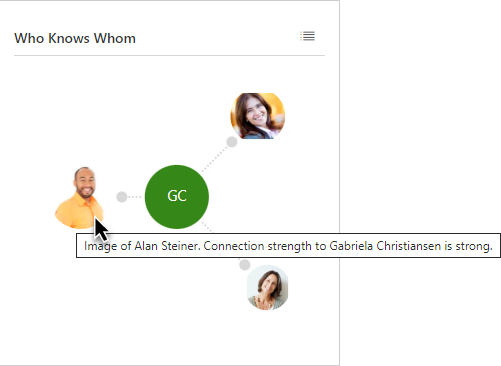 Who Knows Whom
GC
Image of Alan Steiner. Connection strength to Gabriela Christiansen is strong.